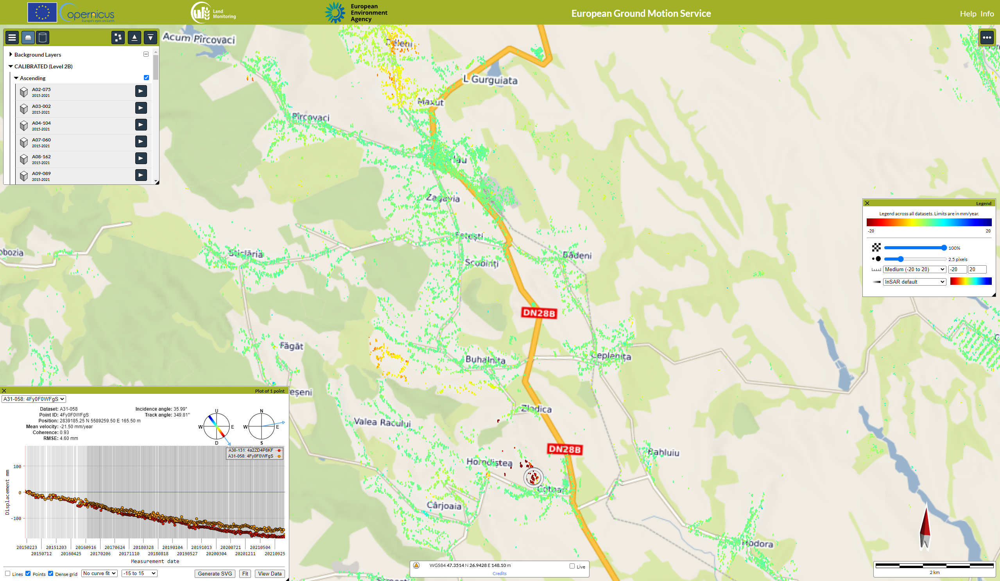 Copernicus
Europe's eyes on Earth
Land
Monitoring
European
Environment
Agency
European Ground Motion Service
Help Info
Background Layers
CALIBRATED (Level 2B)
Ascending
A02-075
2015-2021
A03-002
2015-2021
A04-104
2015-2021
A07-060
2015-2021
A08-162
2015-2021
A09-089
2015-2021
Acum Pîrcovaci
Deleni
L Gurguiata
Maxut
Pîrcovaci
Zagavia
Fetești
Sticlăria
Scobinți
Bădeni
obozia
DN28B
Făgăt
Buhalnița
Ceplenița
eșeni
Zlodica
Valea Racului
DN28B
Horodiștea
Bahluiu
Cotnari
Cârjoaia
Hodora
Legend
Legend across all datasets. Limits are in mm/year.
-20 20
100%
2.5 pixels
Medium (-20 to 20) -20 20
InSAR default
Plot of 1 point
A31-058: 4Fy0F0WFgS
Dataset: A31-058
Point ID: 4Fy0F0WFgS
Position: 2839185.25 N 5589259.50 E 165.50 m
Mean velocity: -21.50 mm/year
Coherence: 0.93
RMSE: 4.60 mm
Incidence angle: 35.99°
Track angle: 349.81°
U
W E
D
N
W E
S
A30-131: 4a2ZD4P8KF
A31-058: 4Fy0F0WFgS
Displacement mm
100
0
-100
20150223 20151203 20160916 20170624 20180328 20190104 20191013 20200721 20210504
20150712 20160425 20170206 20171110 20180818 20190527 20200304 20201211 20210925
Measurement date
Lines Points Dense grid No curve fit -15 to 15 Generate SVG Fit View Data
WGS84 47.3514 N 26.9428 E 148.10 m
Live
Credits
2 km